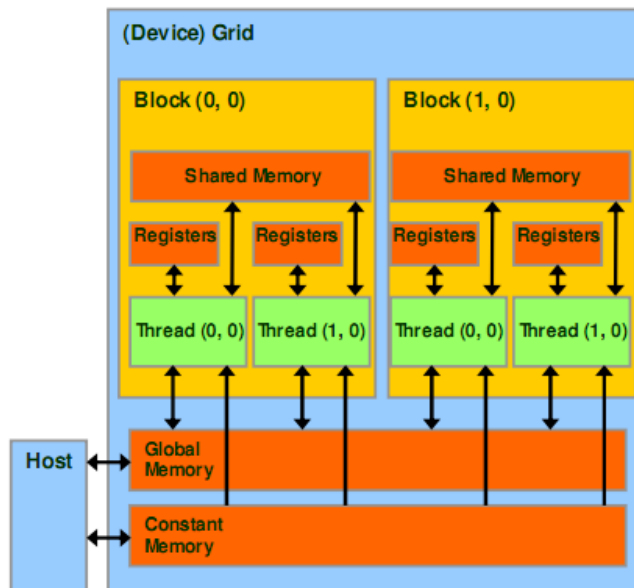 (Device) Grid
Block (0, 0)
Block (1, 0)
Shared Memory
Shared Memory
Registers
Registers
Registers
Registers
Thread (0, 0)
Thread (1, 0)
Thread (0, 0)
Thread (1, 0)
Host
Global
Memory
Constant
Memory